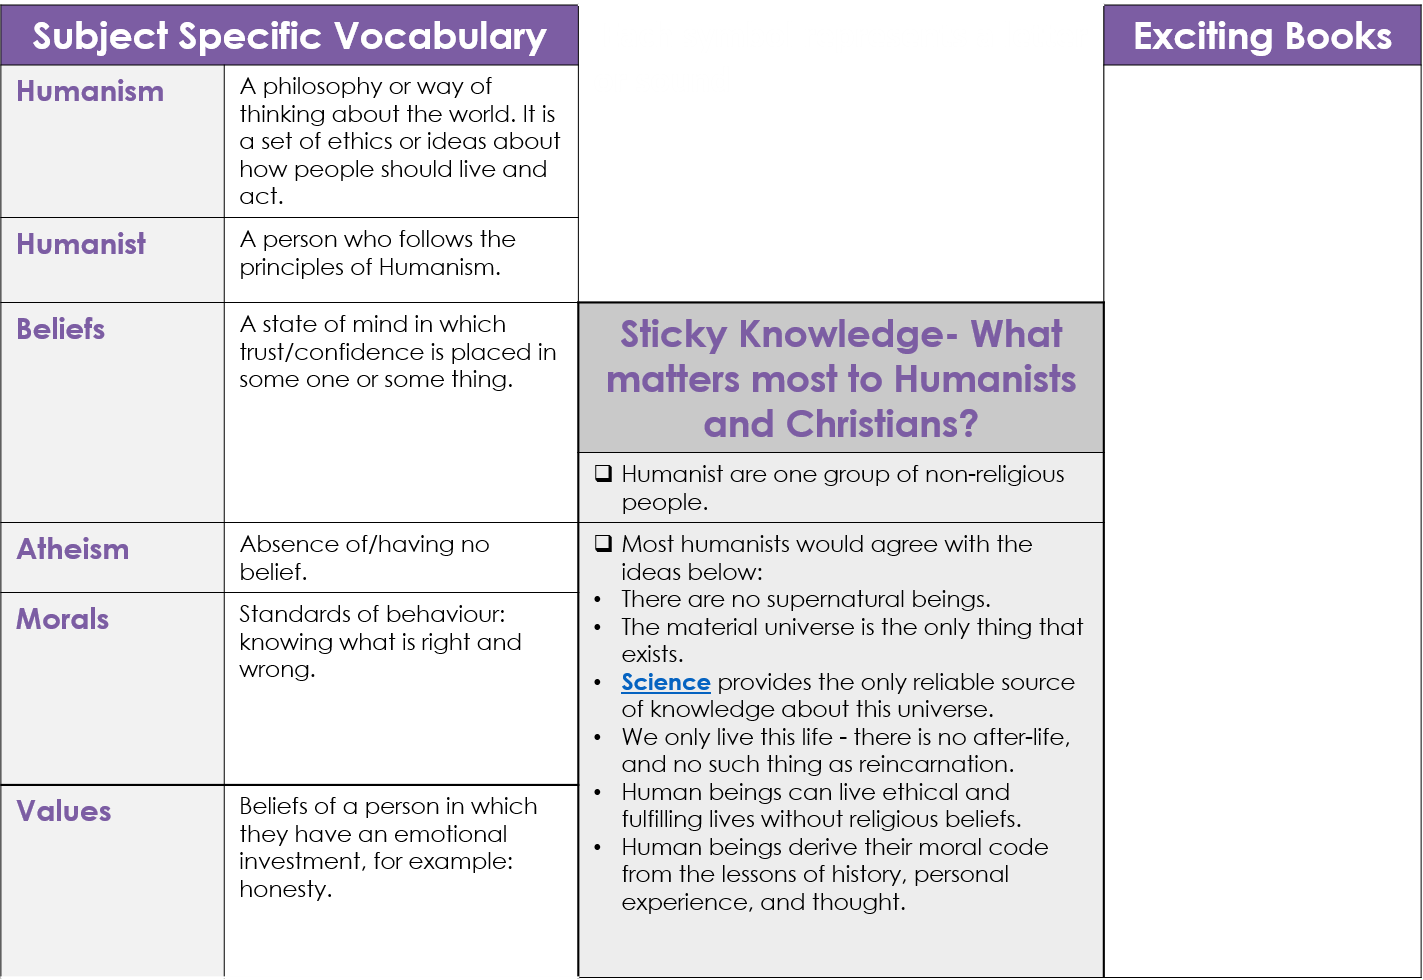 Subject Specific Vocabulary
Humanism
A philosophy or way of
thinking about the world. It is
a set of ethics or ideas about
how people should live and
act.
Humanist
A person who follows the
principles of Humanism.
Beliefs
A state of mind in which
trust/confidence is placed in
some one or some thing.
Atheism
Absence of/having no
belief.
Morals
Standards of behaviour:
knowing what is right and
wrong.
Values
Beliefs of a person in which
they have an emotional
investment, for example:
honesty.
Sticky Knowledge- What
matters most to Humanists
and Christians?
❑ Humanist are one group of non-religious
people.
❑ Most humanists would agree with the
ideas below:
• There are no supernatural beings.
• The material universe is the only thing that
exists.
• Science provides the only reliable source
of knowledge about this universe.
• We only live this life - there is no after-life,
and no such thing as reincarnation.
• Human beings can live ethical and
fulfilling lives without religious beliefs.
• Human beings derive their moral code
from the lessons of history, personal
experience, and thought.
Exciting Books